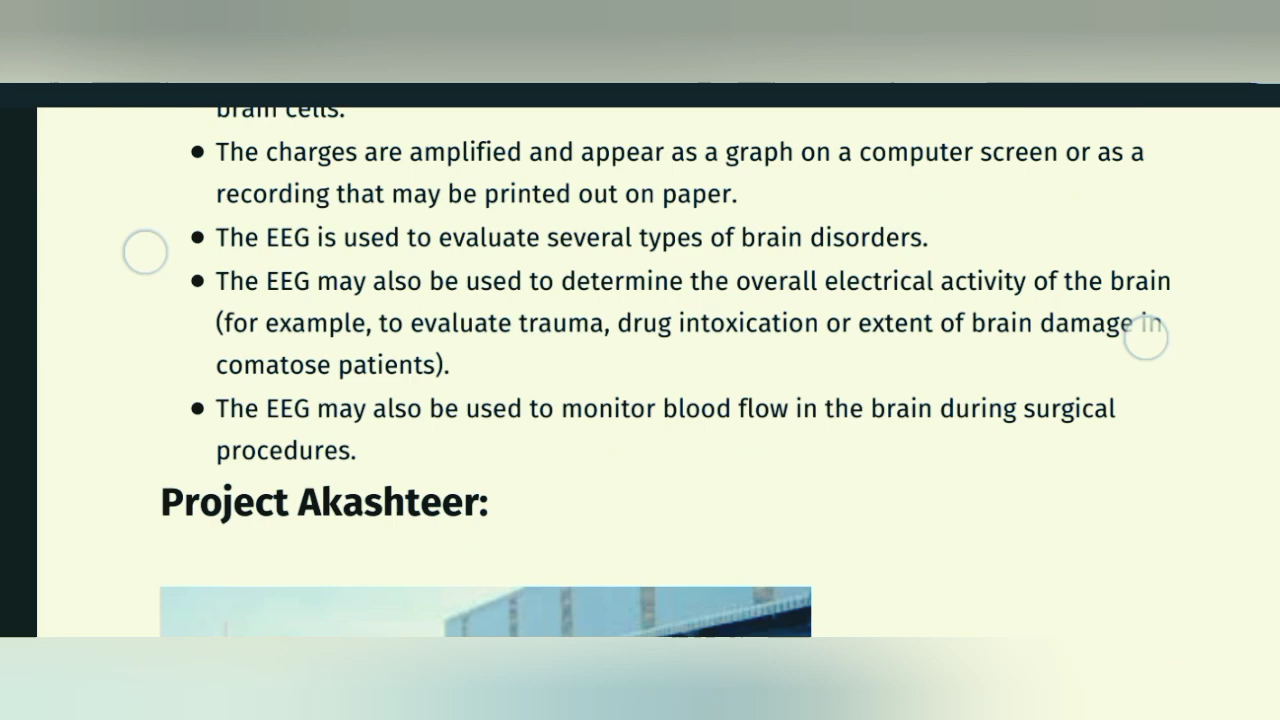 brain cells.
• The charges are amplified and appear as a graph on a computer screen or as a
recording that may be printed out on paper.
• The EEG is used to evaluate several types of brain disorders.
• The EEG may also be used to determine the overall electrical activity of the brain
(for example, to evaluate trauma, drug intoxication or extent of brain damage in
comatose patients).
• The EEG may also be used to monitor blood flow in the brain during surgical
procedures.
Project Akashteer: